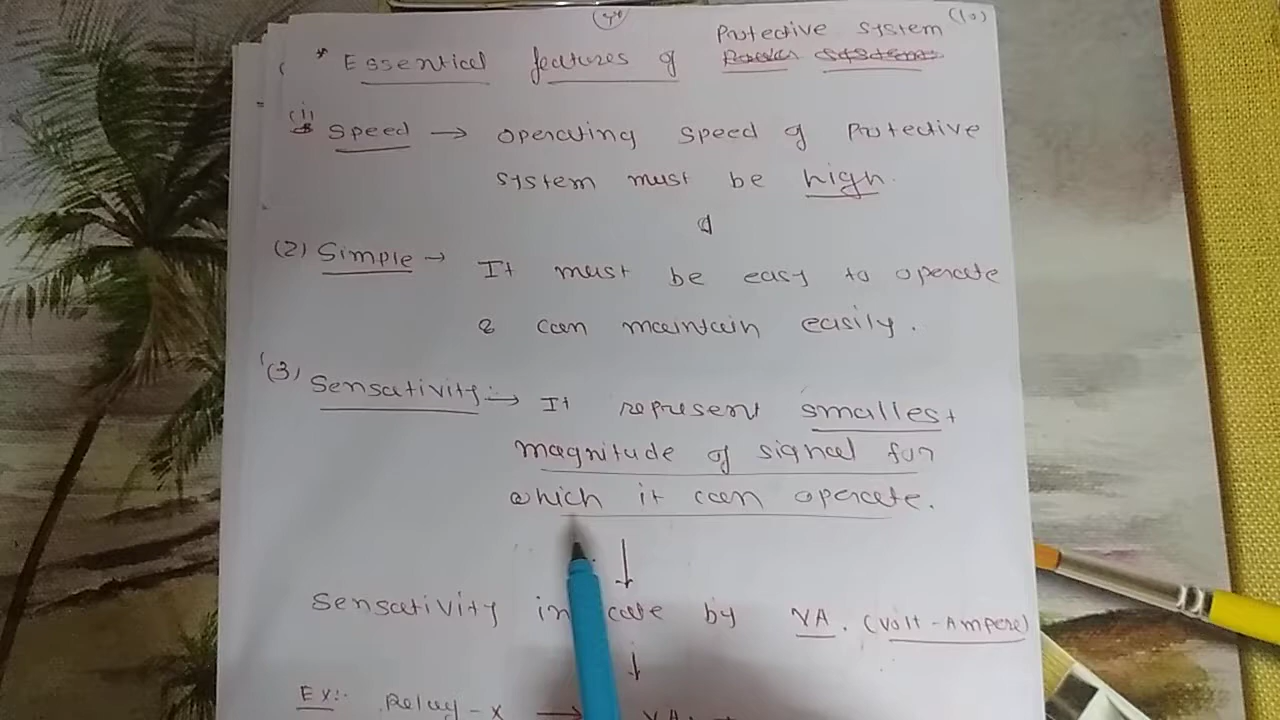 (10)
* Essential features of Protective system
(1) Speed → operating speed of Protective
system must be high.
(2) Simple → It must be easy to operate
& can maintain easily.
(3) Sensativity:→ It represent smallest
magnitude of signal for
which it can operate.
↓
Sensativity by VA. (Volt-Ampere)
↓
Ex:- Relay-X → VA